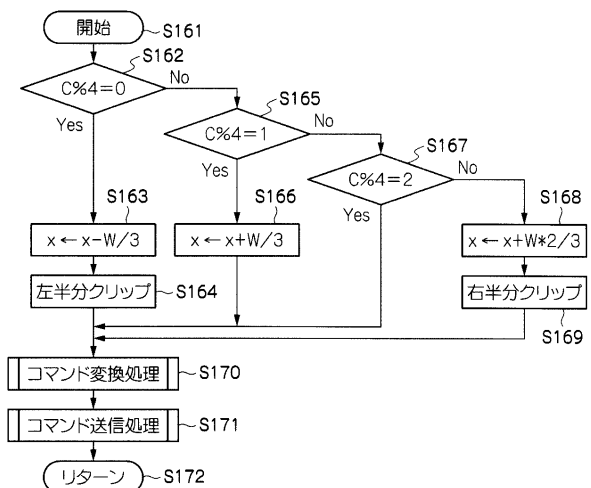 開始 S161
S162
C%4=0 No
Yes
S165
C%4=1 No
Yes
S167
C%4=2 No
Yes
S163
x←x-W/3
S166
x←x+W/3
S168
x←x+W*2/3
左半分クリップ S164
右半分クリップ
S169
コマンド変換処理 S170
コマンド送信処理 S171
リターン S172